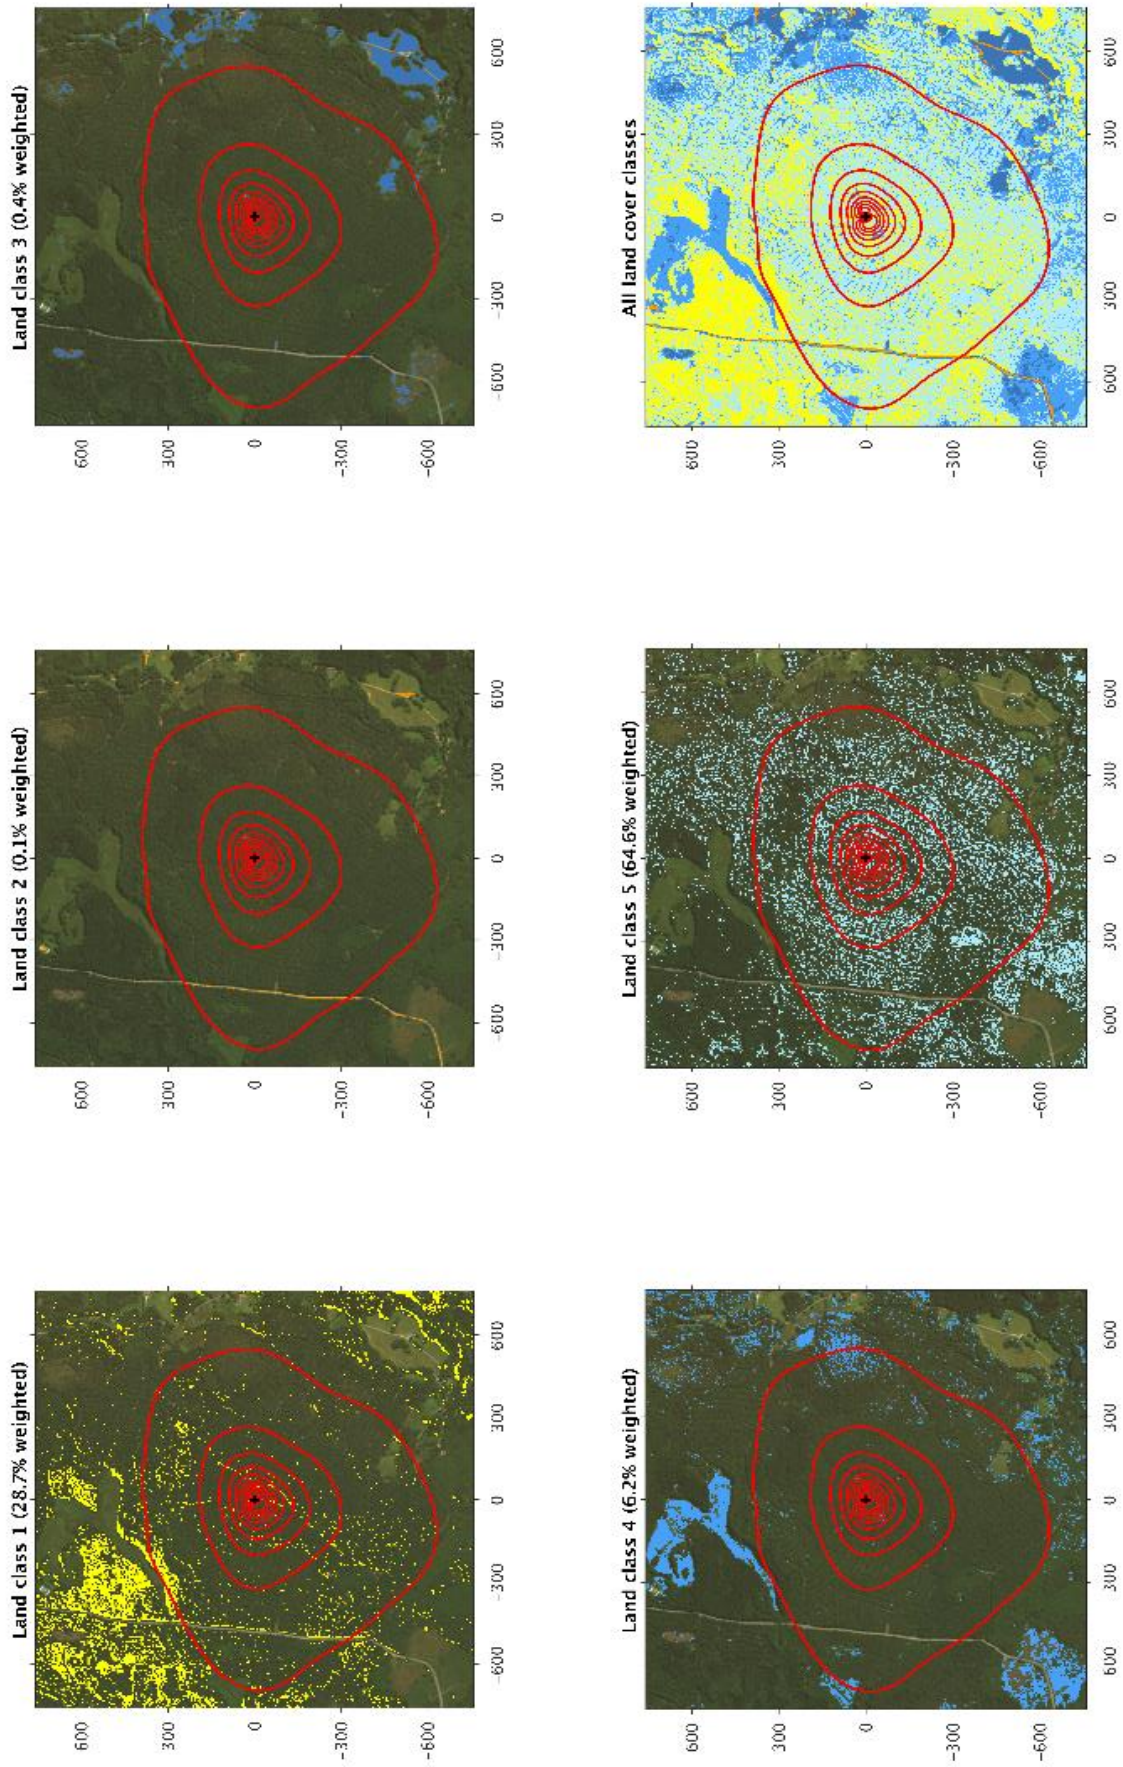 Land class 1 (28.7% weighted)
Land class 2 (0.1% weighted)
Land class 3 (0.4% weighted)
600
600
600
300
300
300
0
0
0
-300
-300
-300
-600
-600
-600
-600 -300 0 300 600
-600 -300 0 300 600
-600 300 0 300 600
Land class 4 (6.2% weighted)
Land class 5 (64.6% weighted)
All land cover classes
600
600
600
300
300
300
0
0
0
-300
-300
-300
-600
-600
-600
600 300 0 300 600
600 300 0 300 600
600 300 0 300 600